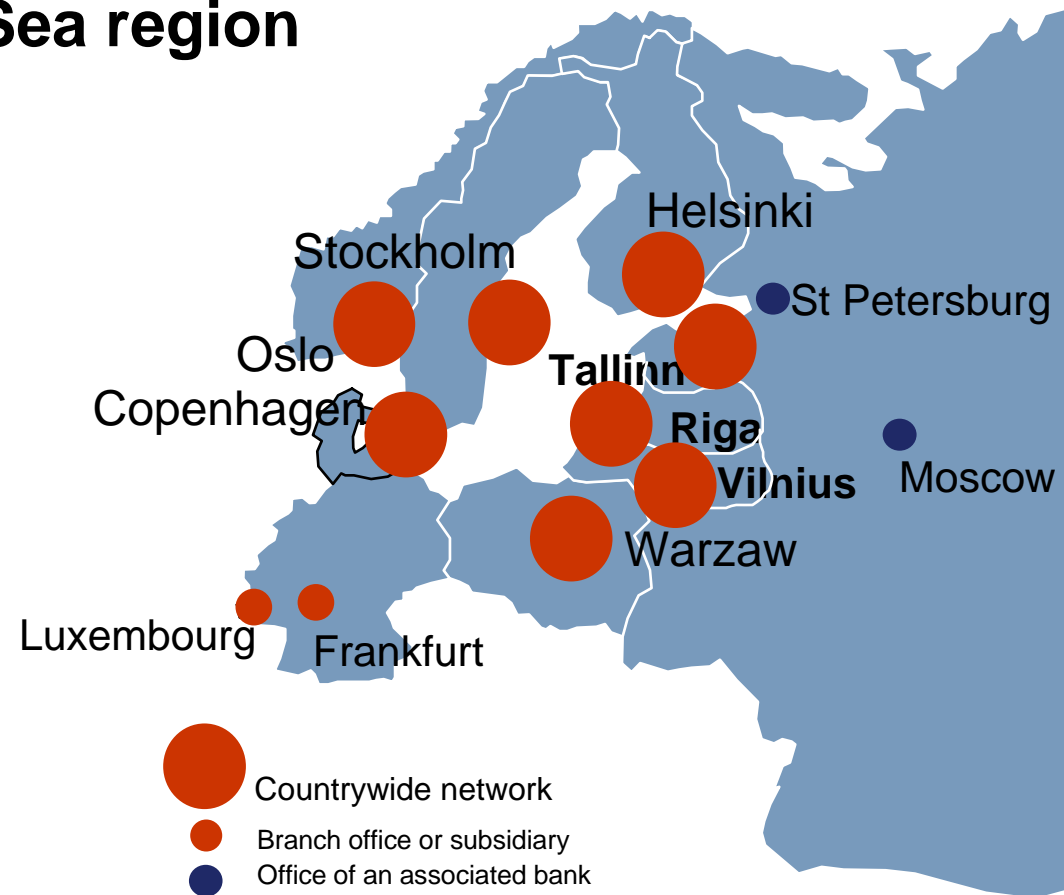 Sea region
Helsinki
Stockholm
St Petersburg
Oslo
Tallinn
Copenhagen
Riga
Moscow
Vilnius
Warzaw
Luxembourg
Frankfurt
Countrywide network
Branch office or subsidiary
Office of an associated bank